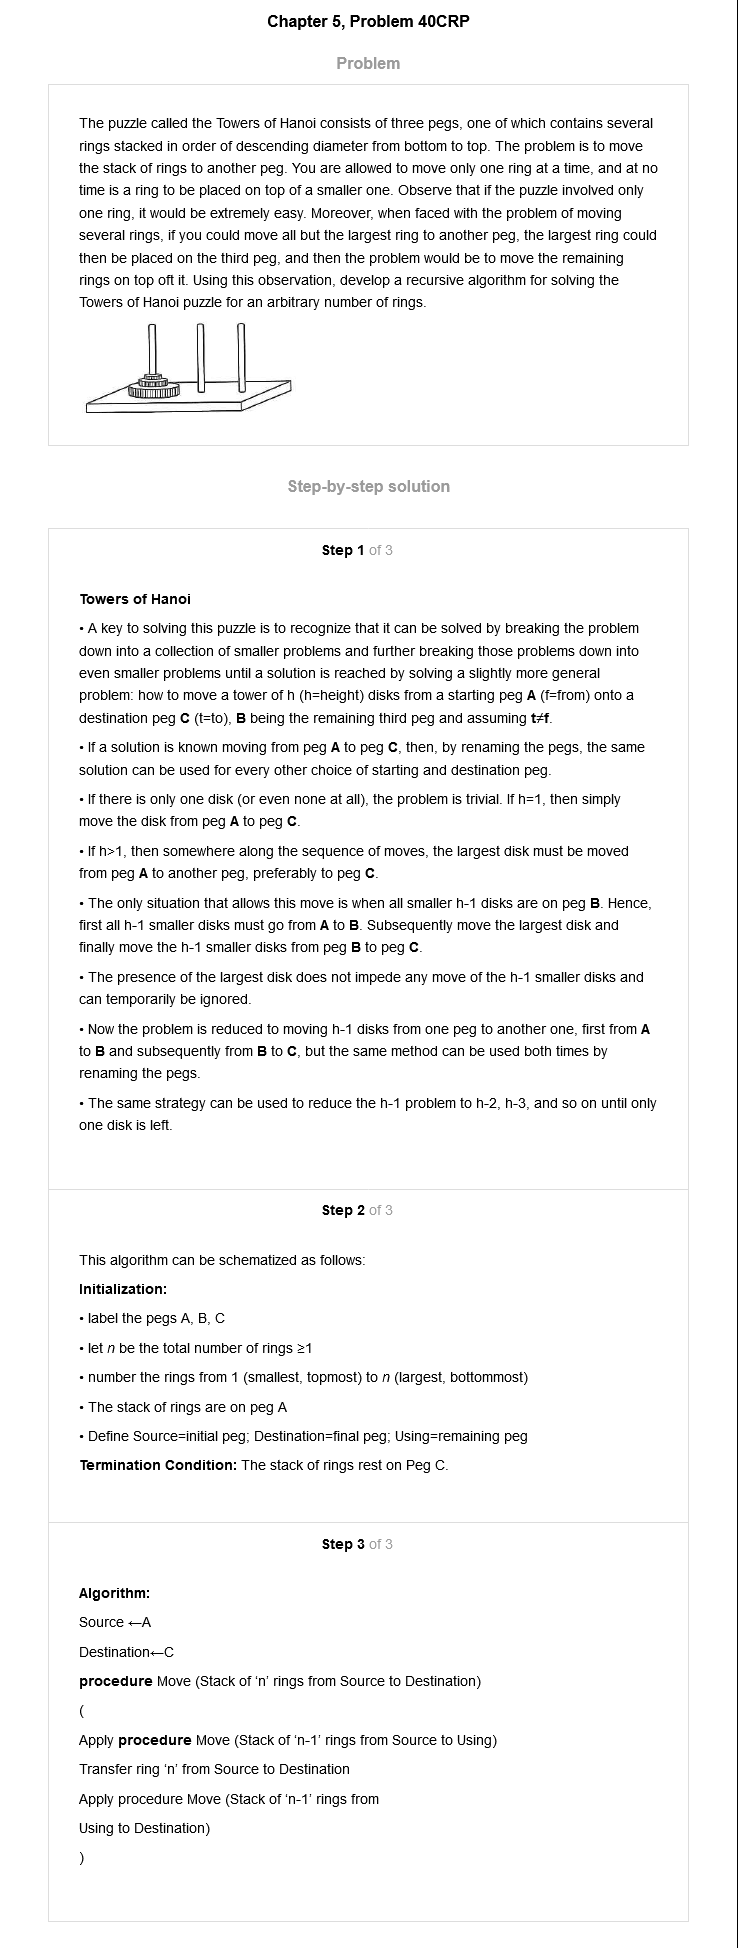 Chapter 5, Problem 40CRP
Problem
The puzzle called the Towers of Hanoi consists of three pegs, one of which contains several
rings stacked in order of descending diameter from bottom to top. The problem is to move
the stack of rings to another peg. You are allowed to move only one ring at a time, and at no
time is a ring to be placed on top of a smaller one. Observe that if the puzzle involved only
one ring, it would be extremely easy. Moreover, when faced with the problem of moving
several rings, if you could move all but the largest ring to another peg, the largest ring could
then be placed on the third peg, and then the problem would be to move the remaining
rings on top oft it. Using this observation, develop a recursive algorithm for solving the
Towers of Hanoi puzzle for an arbitrary number of rings.
Step-by-step solution
Step 1 of 3
Towers of Hanoi
• A key to solving this puzzle is to recognize that it can be solved by breaking the problem
down into a collection of smaller problems and further breaking those problems down into
even smaller problems until a solution is reached by solving a slightly more general
problem: how to move a tower of h (h=height) disks from a starting peg A (f=from) onto a
destination peg C (t=to), B being the remaining third peg and assuming t≠f.
• If a solution is known moving from peg A to peg C, then, by renaming the pegs, the same
solution can be used for every other choice of starting and destination peg.
• If there is only one disk (or even none at all), the problem is trivial. If h=1, then simply
move the disk from peg A to peg C.
• If h>1, then somewhere along the sequence of moves, the largest disk must be moved
from peg A to another peg, preferably to peg C.
• The only situation that allows this move is when all smaller h-1 disks are on peg B. Hence,
first all h-1 smaller disks must go from A to B. Subsequently move the largest disk and
finally move the h-1 smaller disks from peg B to peg C.
• The presence of the largest disk does not impede any move of the h-1 smaller disks and
can temporarily be ignored.
• Now the problem is reduced to moving h-1 disks from one peg to another one, first from A
to B and subsequently from B to C, but the same method can be used both times by
renaming the pegs.
• The same strategy can be used to reduce the h-1 problem to h-2, h-3, and so on until only
one disk is left.
Step 2 of 3
This algorithm can be schematized as follows:
Initialization:
• label the pegs A, B, C
• let n be the total number of rings ≥1
• number the rings from 1 (smallest, topmost) to n (largest, bottommost)
• The stack of rings are on peg A
• Define Source=initial peg; Destination=final peg; Using=remaining peg
Termination Condition: The stack of rings rest on Peg C.
Step 3 of 3
Algorithm:
Source ←A
Destination←C
procedure Move (Stack of ‘n’ rings from Source to Destination)
(
Apply procedure Move (Stack of ‘n-1’ rings from Source to Using)
Transfer ring ‘n’ from Source to Destination
Apply procedure Move (Stack of ‘n-1’ rings from
Using to Destination)
)